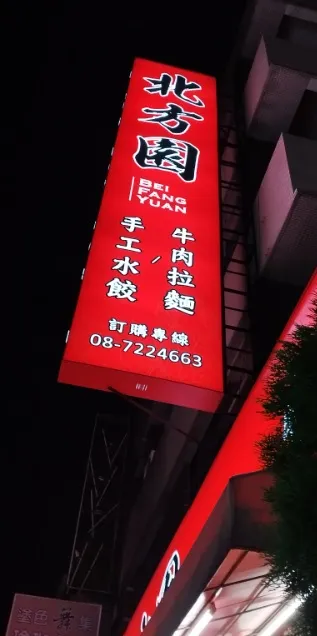 北方園
BEI
FANG
YUAN
牛肉拉麵
手工水餃
訂購專線
08-7224663